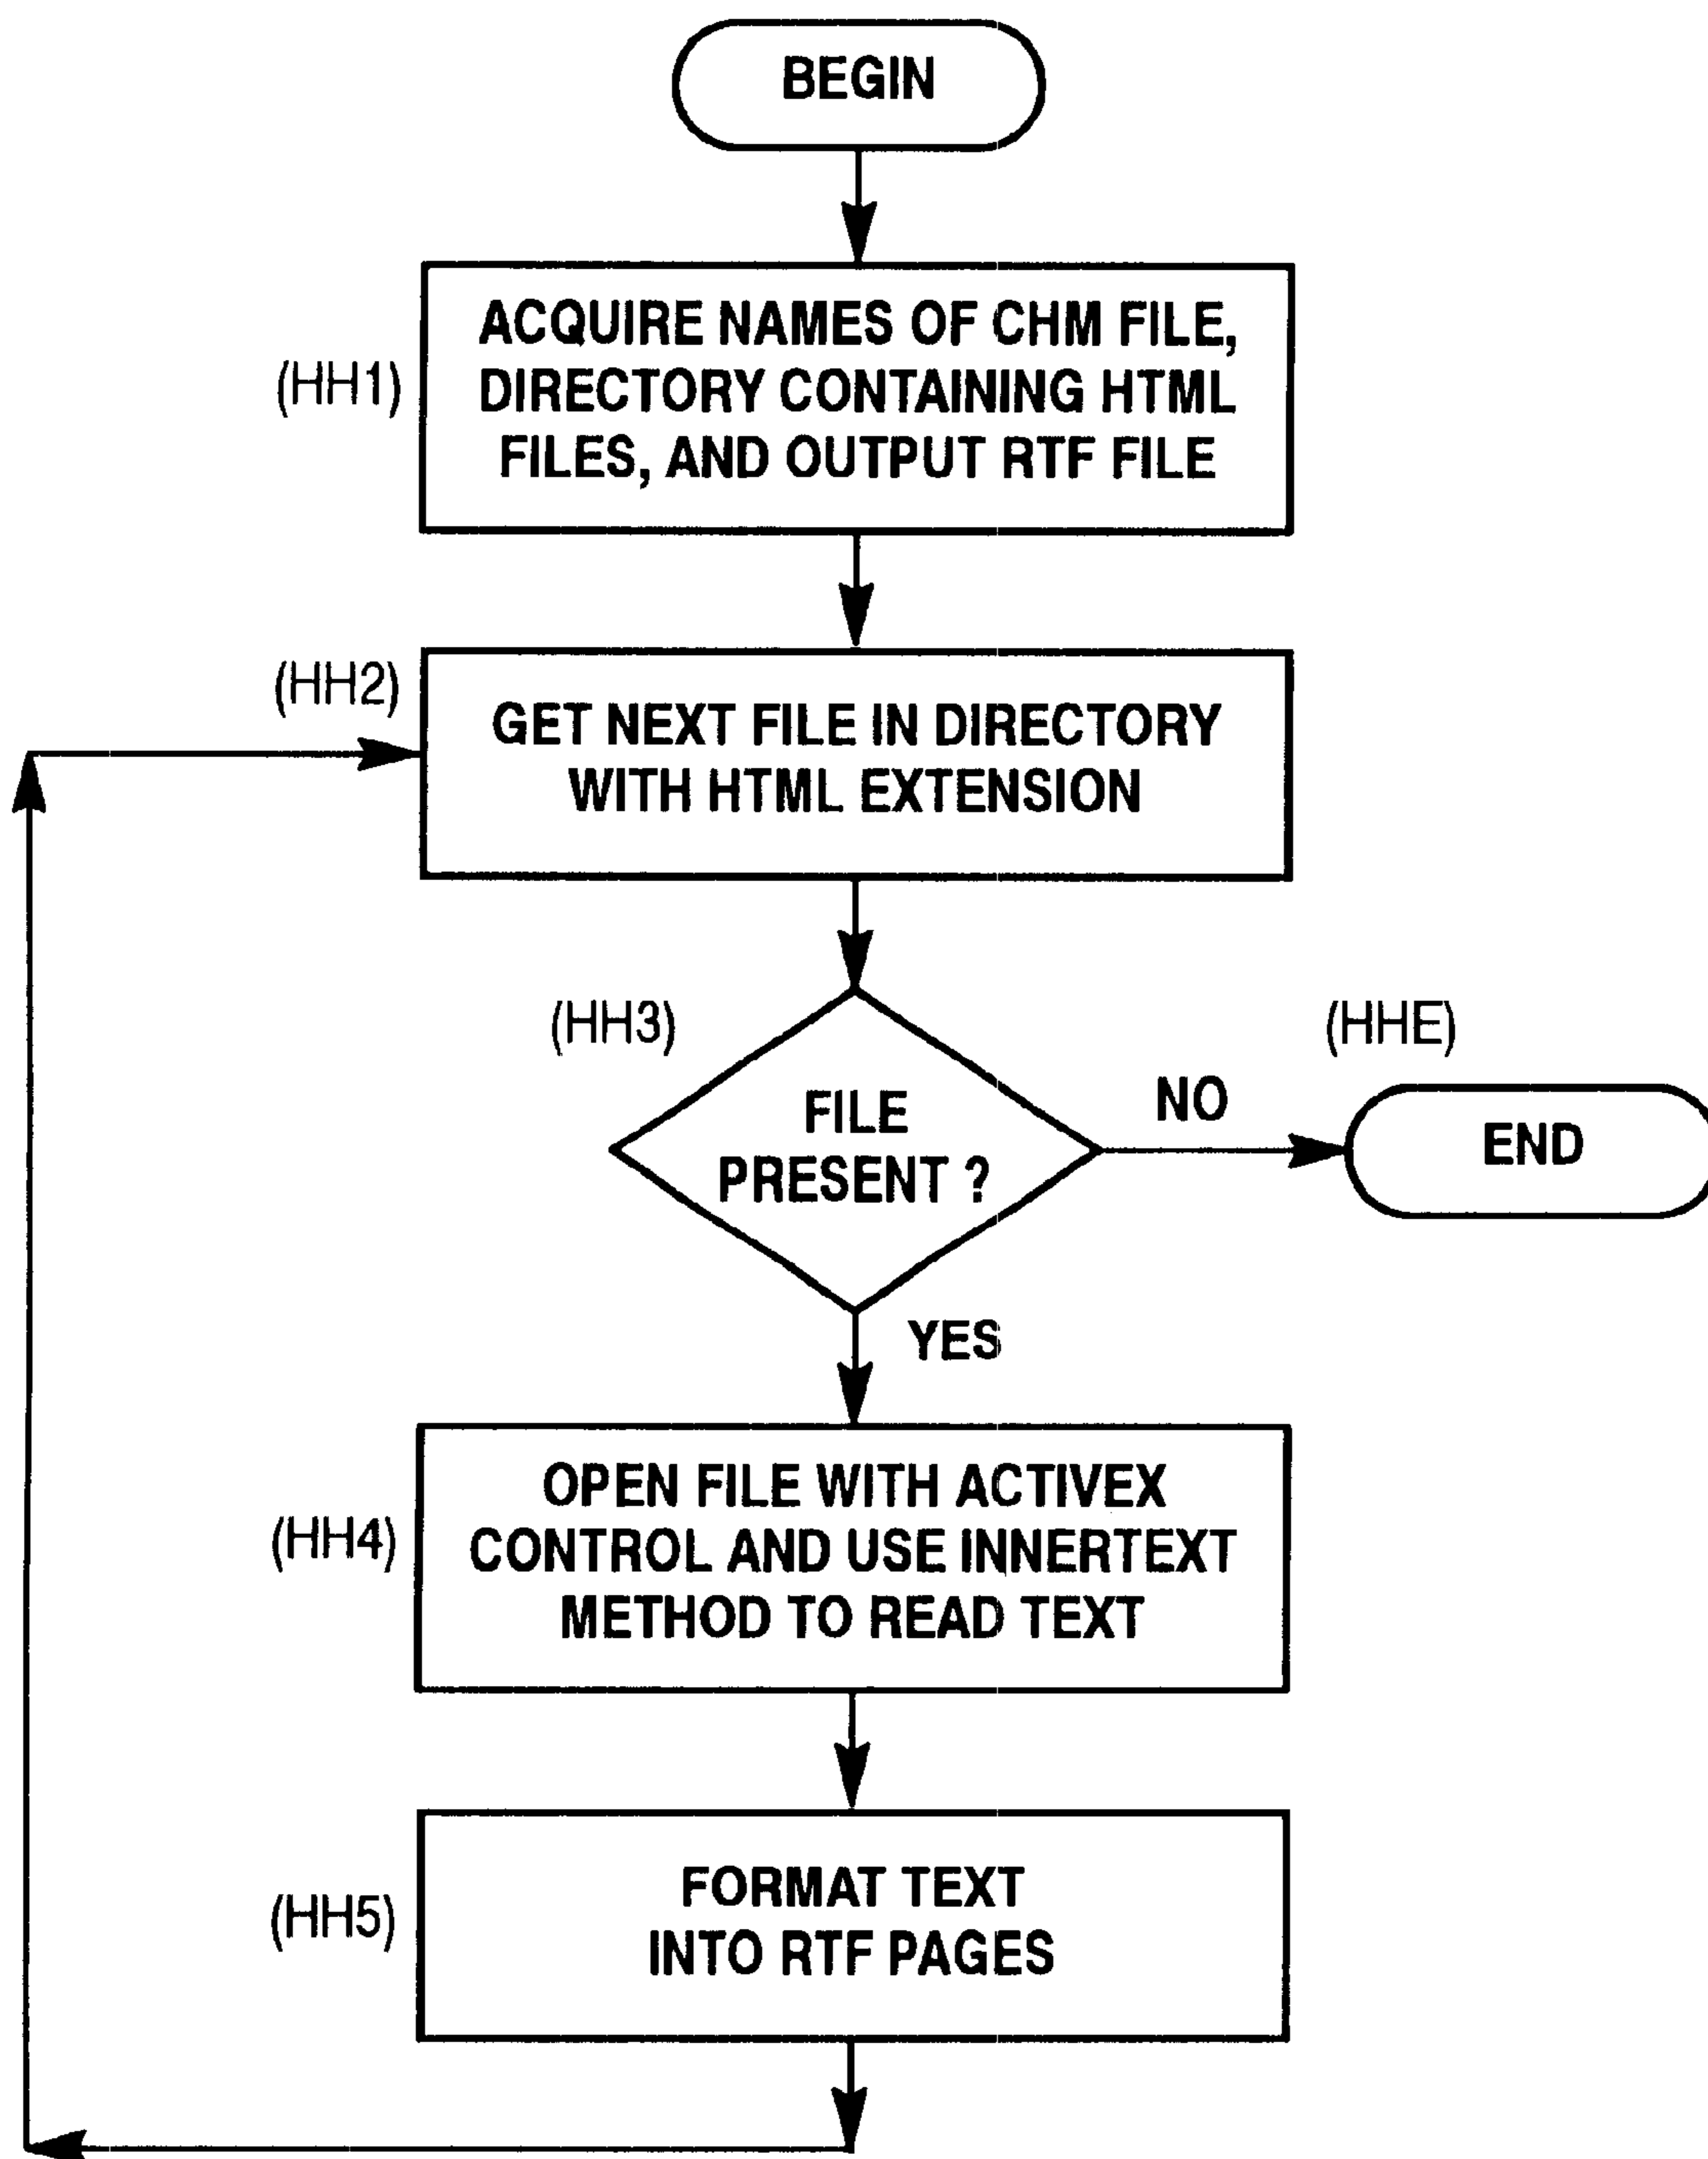 BEGIN
(HH1)
ACQUIRE NAMES OF CHM FILE,
DIRECTORY CONTAINING HTML
FILES, AND OUTPUT RTF FILE
(HH2)
GET NEXT FILE IN DIRECTORY
WITH HTML EXTENSION
(HH3)
FILE
PRESENT ?
NO
(HHE)
END
YES
(HH4)
OPEN FILE WITH ACTIVEX
CONTROL AND USE INNERTEXT
METHOD TO READ TEXT
(HH5)
FORMAT TEXT
INTO RTF PAGES